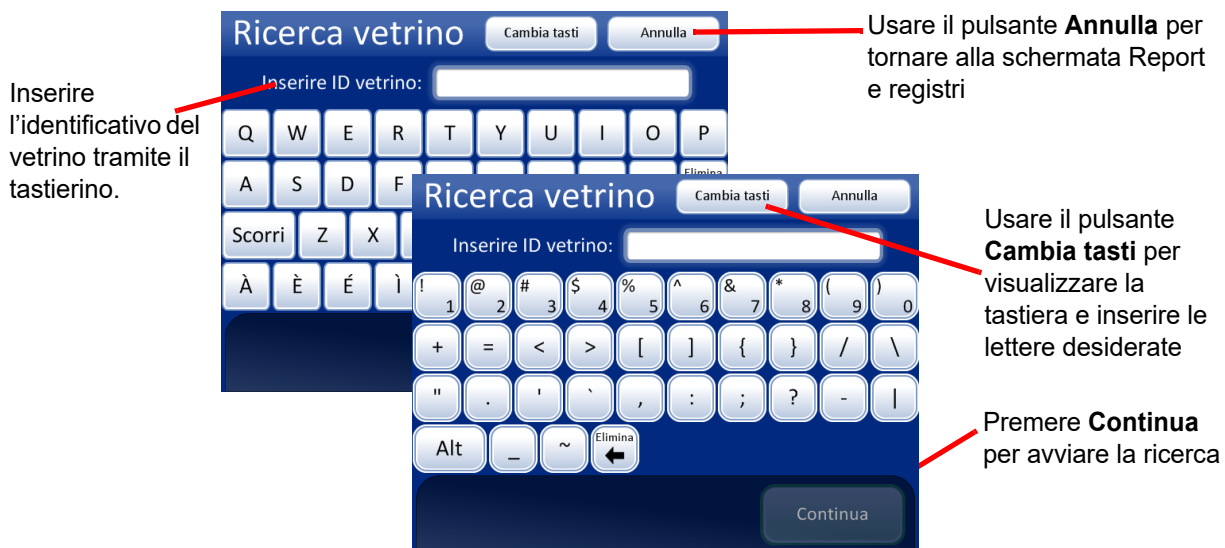 Ricerca vetrino
Cambia tasti
Annulla
Inserire ID vetrino:
Q W E R T Y U I O P
A S D F
Elimina
Scorri Z X
À È É Ì
Inserire
l'identificativo del
vetrino tramite il
tastierino.
Usare il pulsante Annulla per
tornare alla schermata Report
e registri
Ricerca vetrino
Cambia tasti
Annulla
Inserire ID vetrino:
! 1 @ 2 # 3 $ 4 % 5 ^ 6 & 7 * 8 ( 9 ) 0
+ = < > [ ] { } / \
" . ' ` , : ; ? - |
Alt _ ~ Elimina
Continua
Usare il pulsante
Cambia tasti per
visualizzare la
tastiera e inserire le
lettere desiderate
Premere Continua
per avviare la ricerca